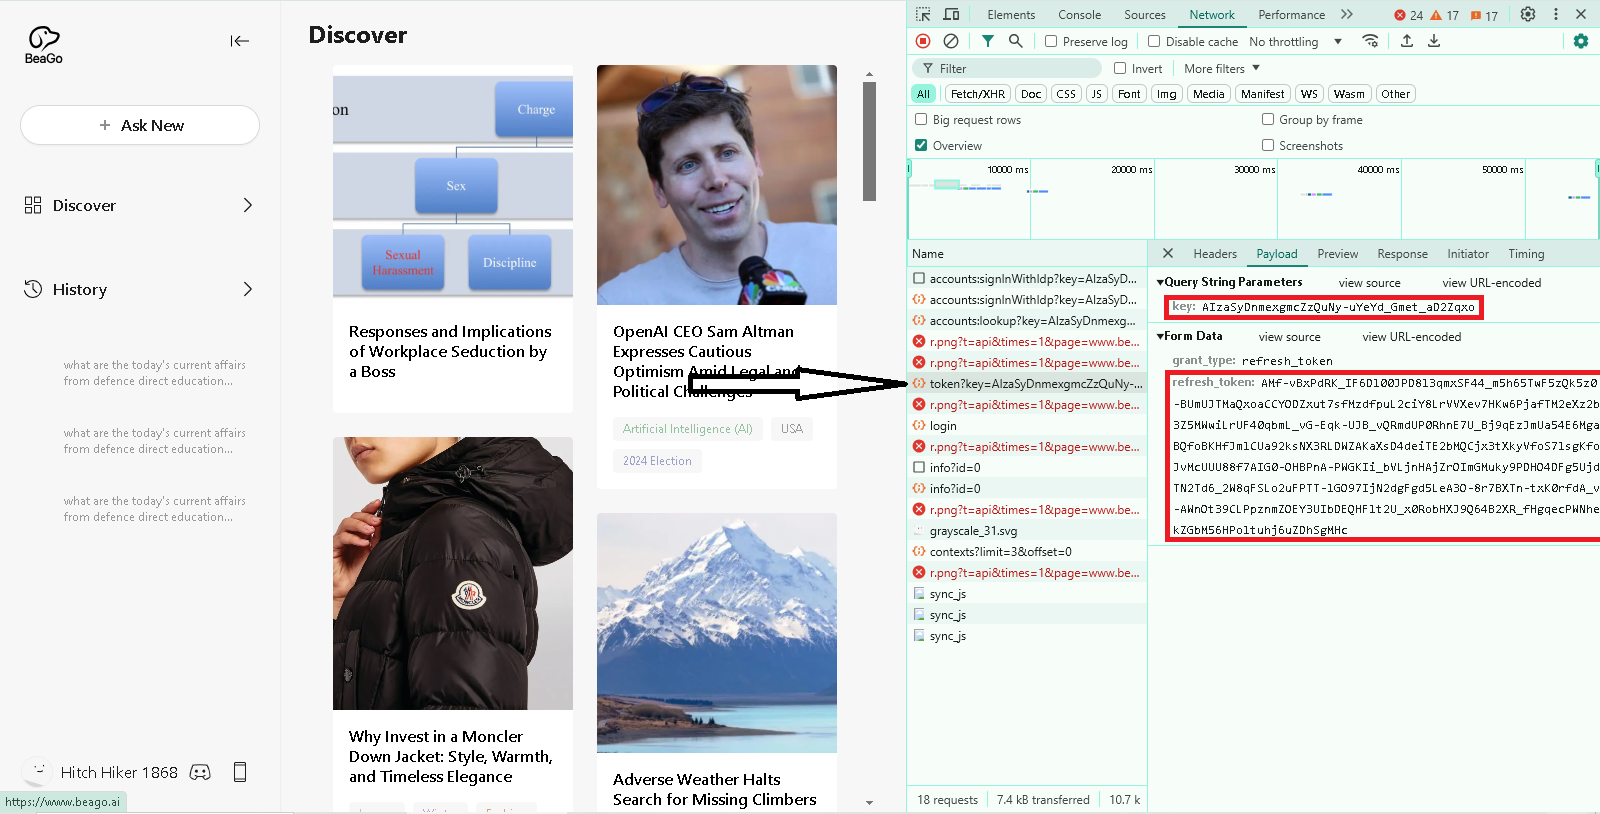 BeaGo
+ Ask New
Discover
History
what are the today's current affairs
from defence direct education...
what are the today's current affairs
from defence direct education...
what are the today's current affairs
from defence direct education...
Hitch Hiker 1868
https://www.beago.ai
Discover
on
Charge
Sex
Sexual
Harassment
Discipline
Responses and Implications
of Workplace Seduction by
a Boss
OpenAI CEO Sam Altman
Expresses Cautious
Optimism Amid Legal and
Political Challenges
Artificial Intelligence (AI)
USA
2024 Election
Why Invest in a Moncler
Down Jacket: Style, Warmth,
and Timeless Elegance
Adverse Weather Halts
Search for Missing Climbers
Elements Console Sources Network Performance 24 17 17
Preserve log Disable cache No throttling
Filter Invert More filters
All Fetch/XHR Doc CSS JS Font Img Media Manifest WS Wasm Other
Big request rows Group by frame
Overview Screenshots
10000 ms 20000 ms 30000 ms 40000 ms 50000 ms
Name
accounts:signInWithIdp?key=AIzaSyD...
accounts:signInWithIdp?key=AIzaSyD...
accounts:lookup?key=AIzaSyDnmexg...
r.png?t=api&times=1&page=www.be...
r.png?t=api&times=1&page=www.be...
token?key=AIzaSyDnmexgmcZzQuNy-...
r.png?t=api&times=1&page=www.be...
login
r.png?t=api&times=1&page=www.be...
info?id=0
info?id=0
r.png?t=api&times=1&page=www.be...
grayscale_31.svg
contexts?limit=3&offset=0
r.png?t=api&times=1&page=www.be...
sync_js
sync_js
sync_js
18 requests 7.4 kB transferred 10.7 k
Headers Payload Preview Response Initiator Timing
Query String Parameters view source view URL-encoded
key: AIzaSyDnmexgmcZzQuNy-uYeYd_Gmet_aD2Zqxo
Form Data view source view URL-encoded
grant_type: refresh_token
refresh_token: AMf-vBxPdRK_IF6Dl00JPD8l3qmxSF44_m5h65TwF5zQk5z0
-BUmUJTMaQxoaCCYODZxut7sfMzdfpuL2ciY8LrVVXev7HKw6PjafTM2eXz2b
3Z5MWwiLrUF40qbmL_vG-Eqk-UJB_vQRmdUP0RhnE7U_Bj9qEzJmUa54E6Mga
BQfoBKHfJmlCUa92ksNX3RLDWZAKaXsD4deiTE2bMQCjx3tXkyVfoS7lsgKfo
JvMcUUU88f7AIG0-OHBPnA-PWGKIi_bVLjnHAjZrOImGMuky9PDHO4DFg5Ujd
TN2Td6_2W8qFSLo2uFPTT-lGO97IjN2dgFgd5LeA3O-8r7BXTn-txK0rfdA_v
-AWnOt39CLPpznmZOEY3UIbDEQHFlt2U_x0RobHXJ9Q64B2XR_fHgqecPWNhe
kZGbM56HPoltuhj6uZDhSgMHc